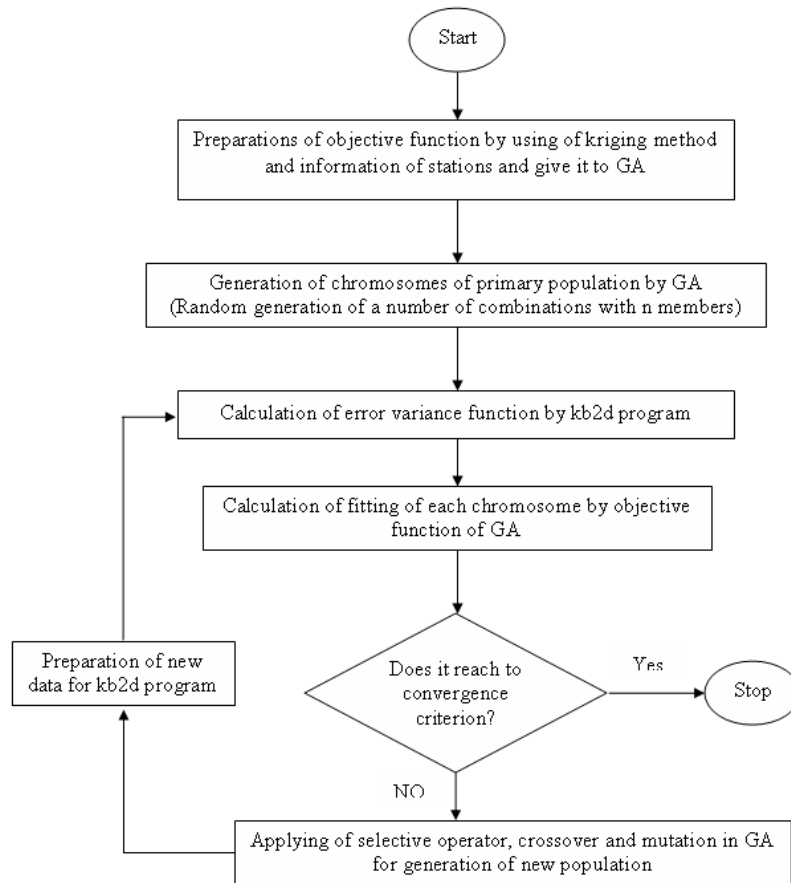 Start
Preparations of objective function by using of kriging method
and information of stations and give it to GA
Generation of chromosomes of primary population by GA
(Random generation of a number of combinations with n members)
Calculation of error variance function by kb2d program
Calculation of fitting of each chromosome by objective
function of GA
Preparation of new
data for kb2d program
Does it reach to
convergence
criterion?
Yes
Stop
NO
Applying of selective operator, crossover and mutation in GA
for generation of new population